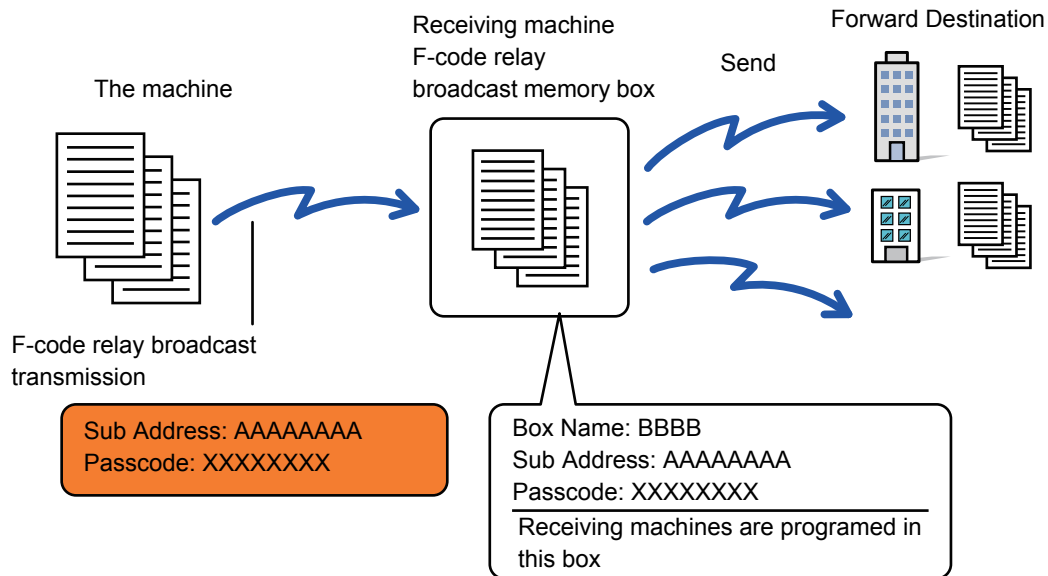 The machine
Receiving machine
F-code relay
broadcast memory box
Send
Forward Destination
F-code relay broadcast
transmission
Sub Address: AAAAAAAA
Passcode: XXXXXXXX
Box Name: BBBB
Sub Address: AAAAAAAA
Passcode: XXXXXXXX
Receiving machines are programed in
this box